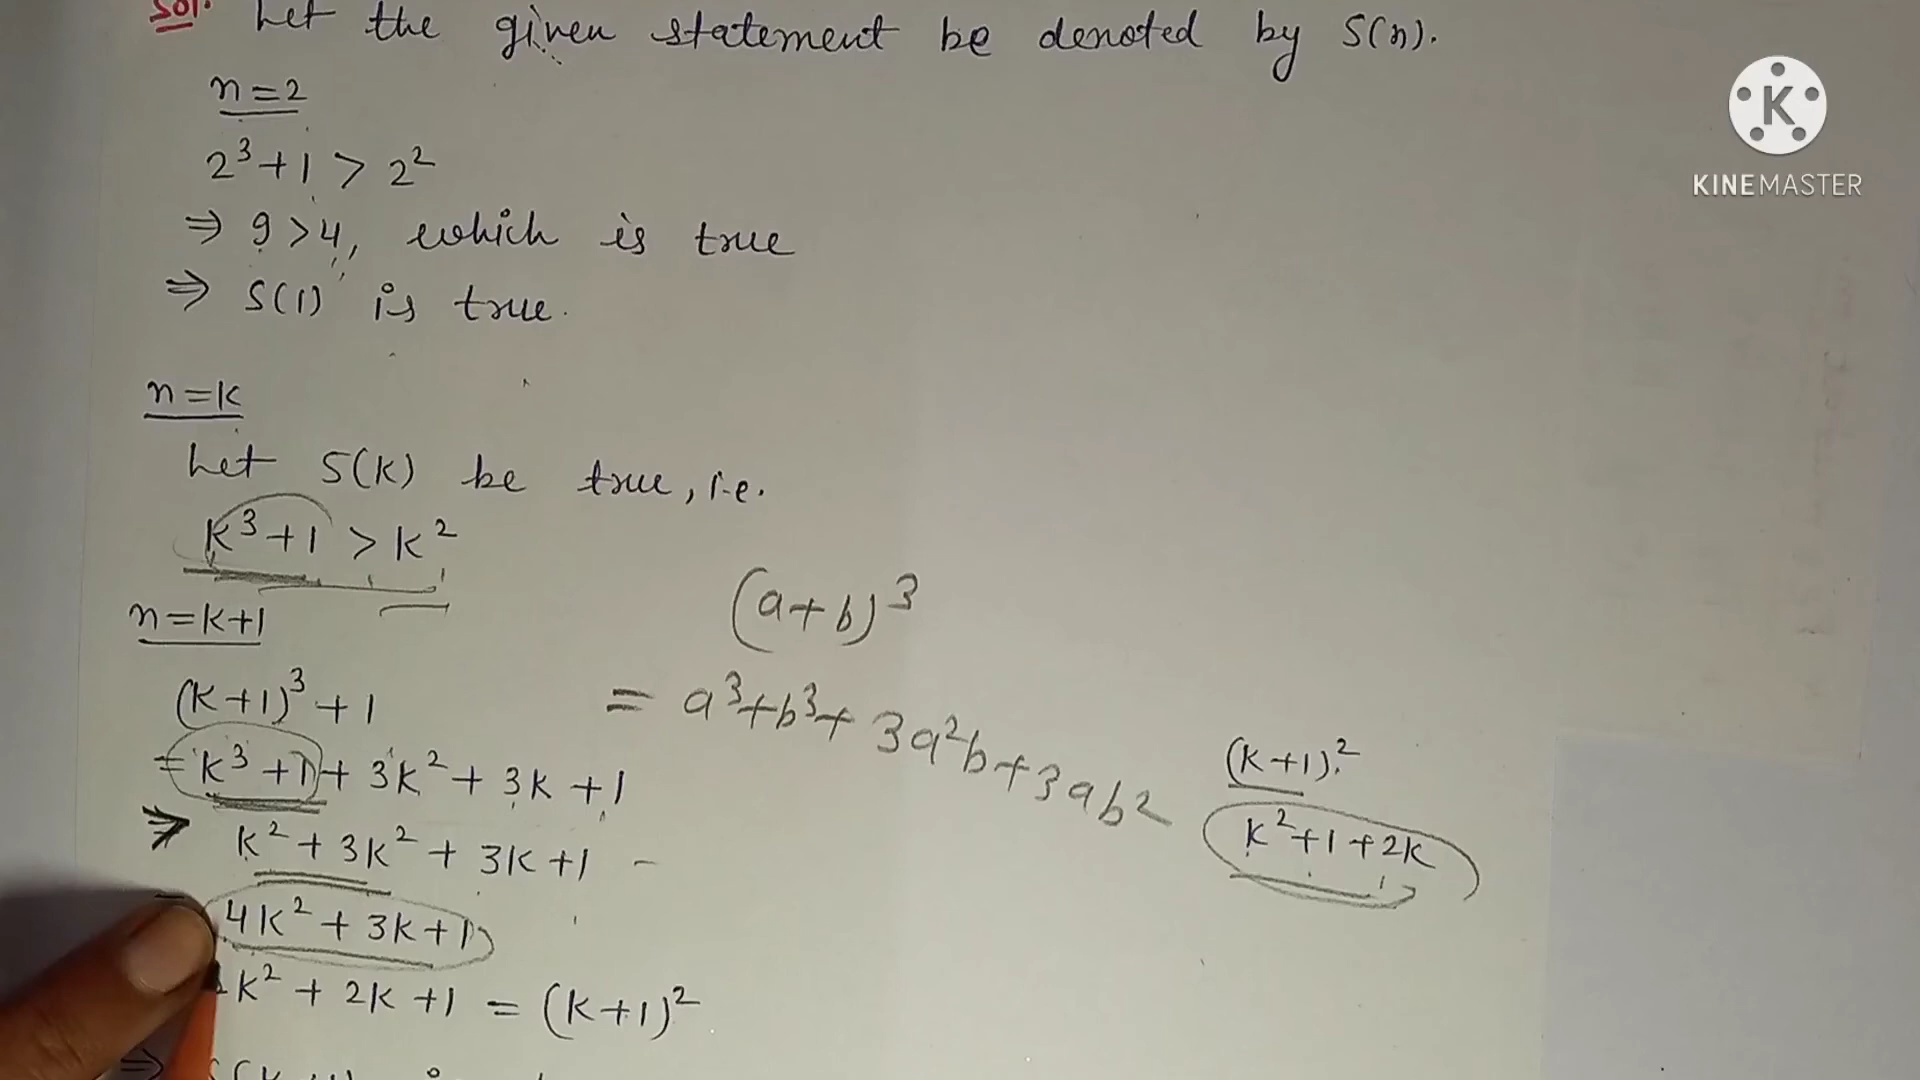 Sol. Let the given statement be denoted by S(n).
n=2
2³+1 > 2²
⇒ 9>4, which is true
⇒ S(1) is true.
n=k
Let S(k) be true, i.e.
k³+1 > k²
n=k+1
(k+1)³+1
=k³+1+3k²+3k+1
> k²+3k²+3k+1
4k²+3k+1
k²+2k+1 = (k+1)²
(a+b)³
= a³+b³+3a²b+3ab²
(k+1)²
k²+1+2k
K
KINEMASTER